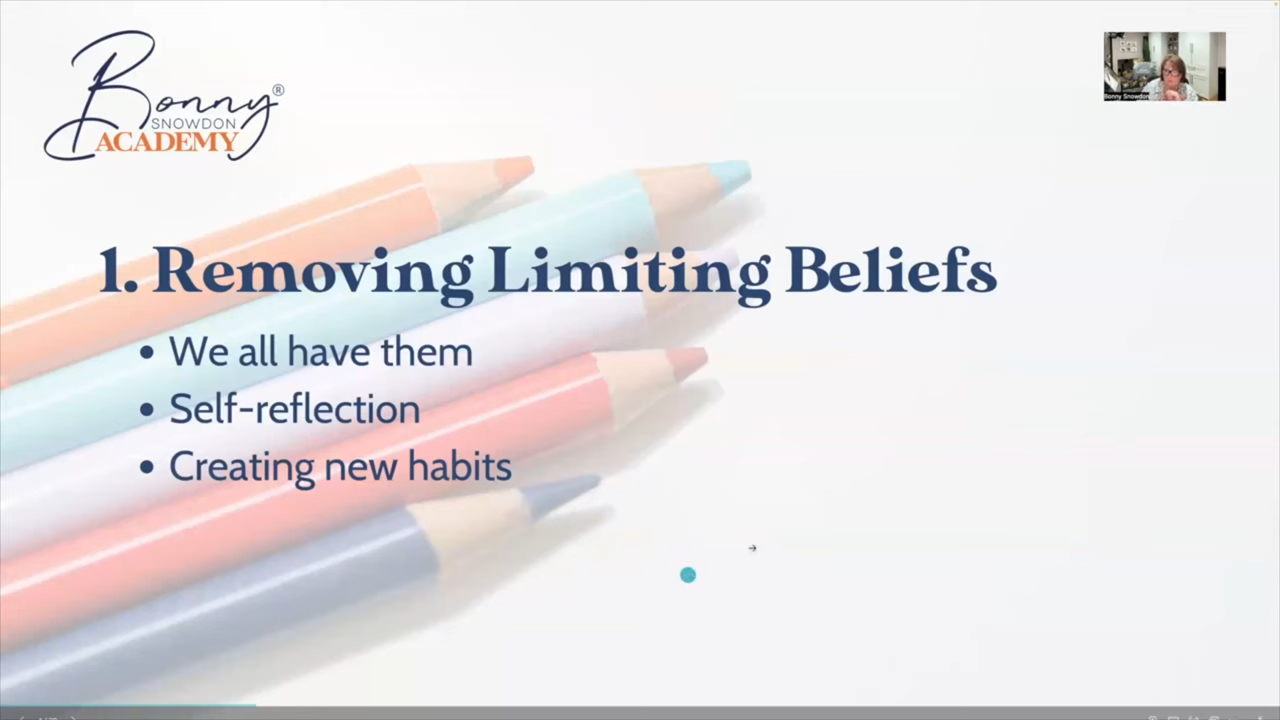 Bonny®
SNOWDON
ACADEMY
Bonny Snowdon
1. Removing Limiting Beliefs
• We all have them
• Self-reflection
• Creating new habits